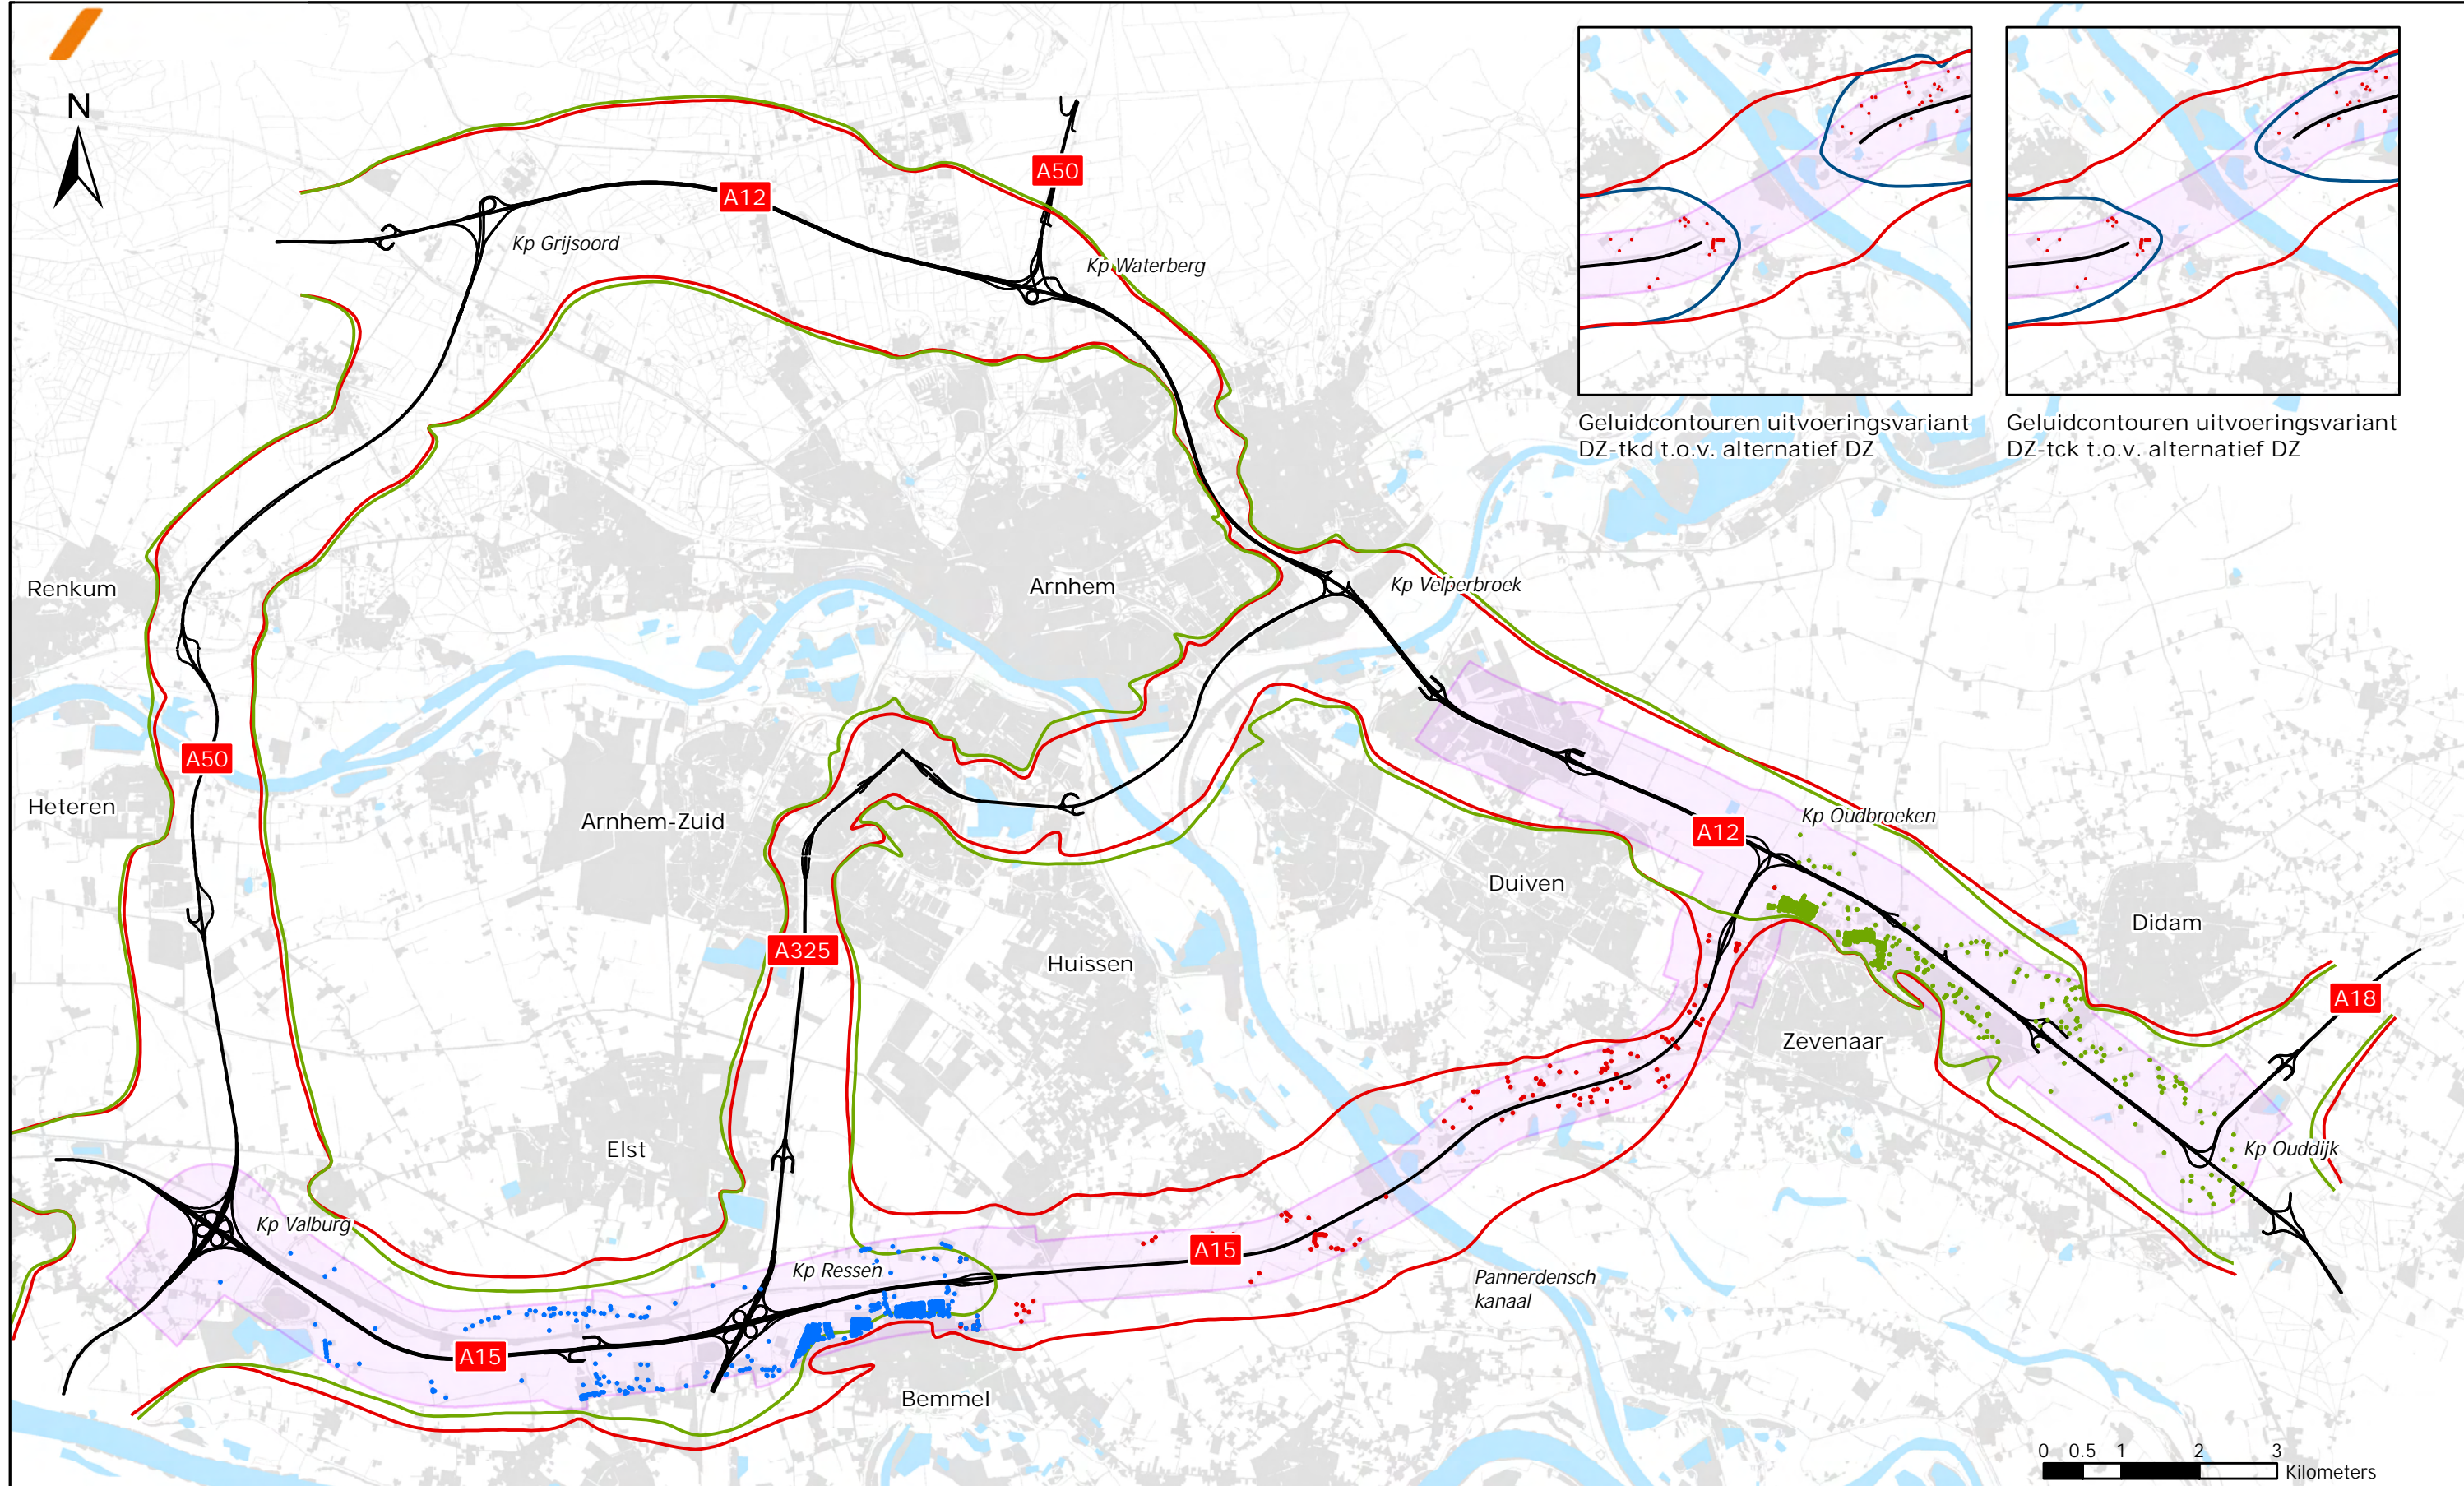 N
A12
A50
Kp Grijsoord
Kp Waterberg
Geluidcontouren uitvoeringsvariant
DZ-tkd t.o.v. alternatief DZ
Geluidcontouren uitvoeringsvariant
DZ-tck t.o.v. alternatief DZ
Renkum
Arnhem
Kp Velperbroek
A50
Heteren
Arnhem-Zuid
Kp Oudbroeken
A12
Duiven
Didam
A325
Huissen
A18
Zevenaar
Elst
Kp Ouddijk
Kp Valburg
A15
Kp Ressen
Pannerdensch
kanaal
A15
Bemmel
0 0.5 1 2 3
Kilometers